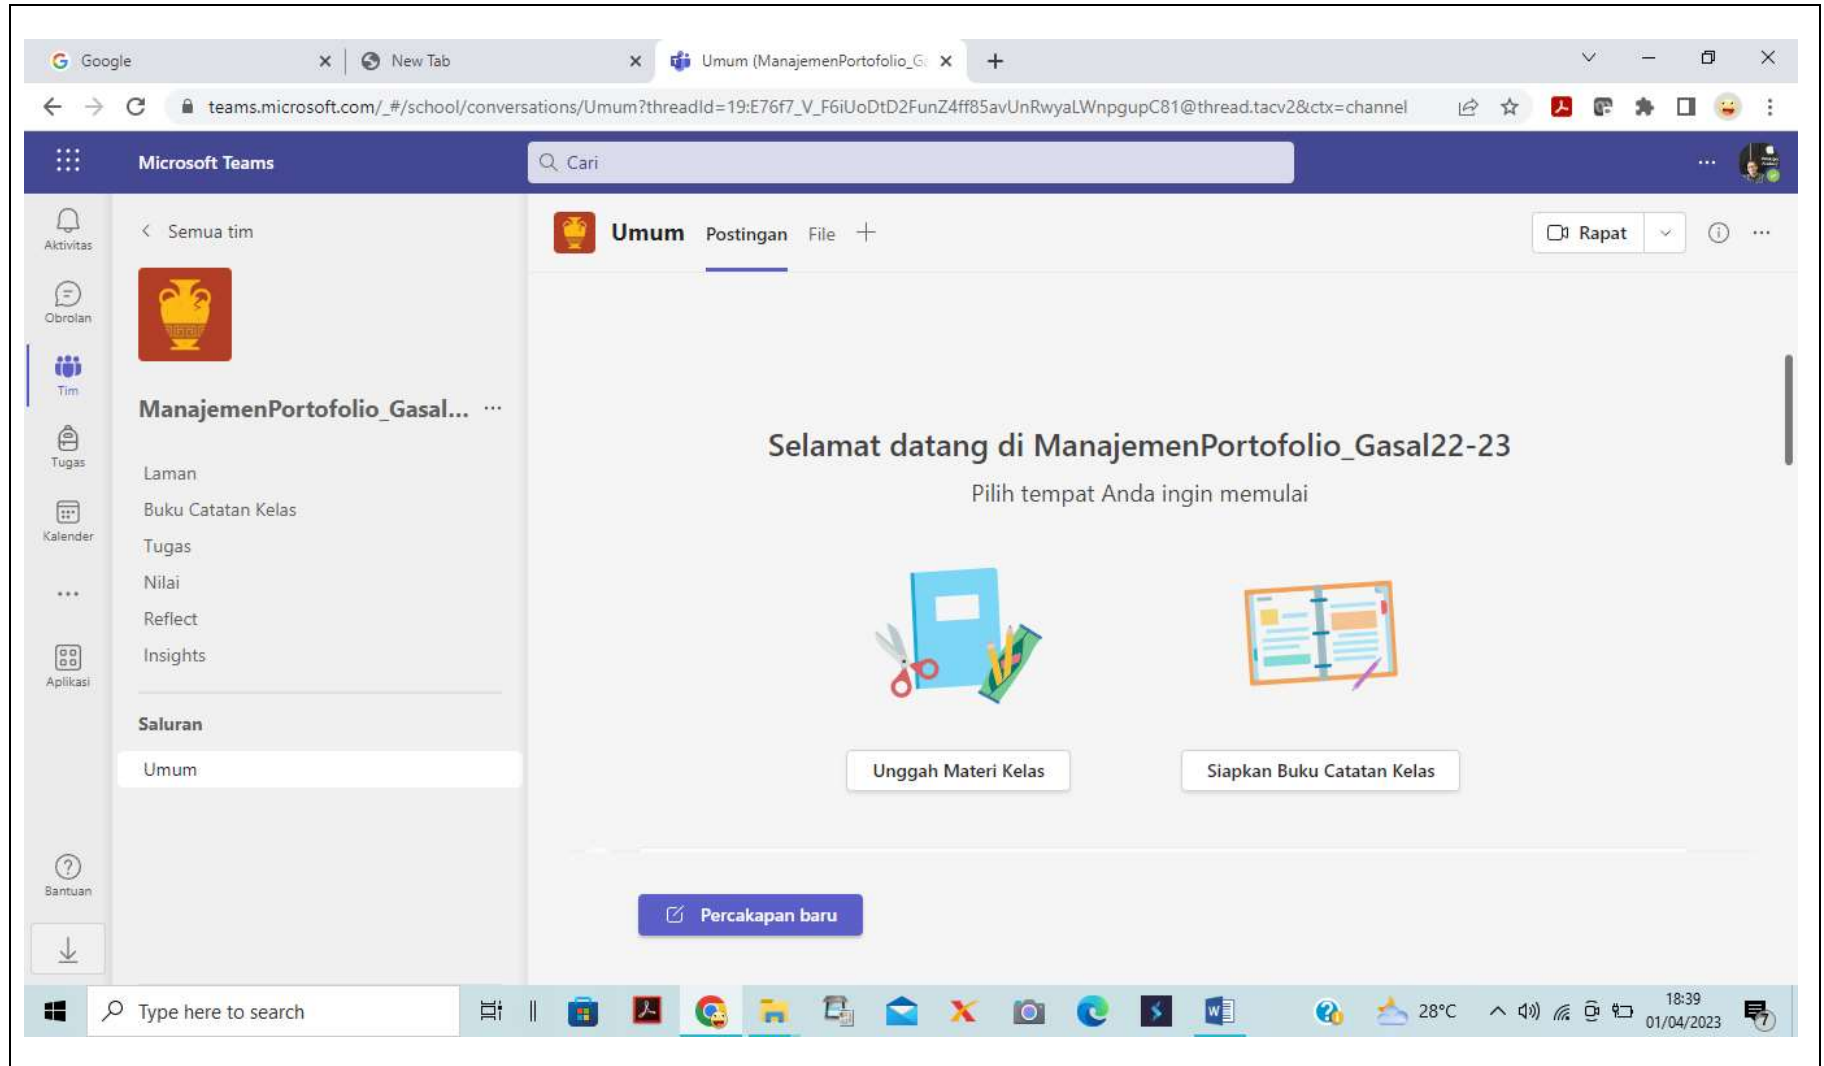 Google
New Tab
Umum (ManajemenPortofolio_G
teams.microsoft.com/_#/school/conversations/Umum?threadId=19:E76f7_V_F6iUoDtD2FunZ4ff85avUnRwyaLWnpgupC81@thread.tacv2&ctx=channel
Microsoft Teams
Cari
Aktivitas
Obrolan
Tim
Tugas
Kalender
Aplikasi
Bantuan
Semua tim
ManajemenPortofolio_Gasal...
Laman
Buku Catatan Kelas
Tugas
Nilai
Reflect
Insights
Saluran
Umum
Umum Postingan File
Rapat
Selamat datang di ManajemenPortofolio_Gasal22-23
Pilih tempat Anda ingin memulai
Unggah Materi Kelas
Siapkan Buku Catatan Kelas
Percakapan baru
Type here to search
28°C
18:39
01/04/2023
7